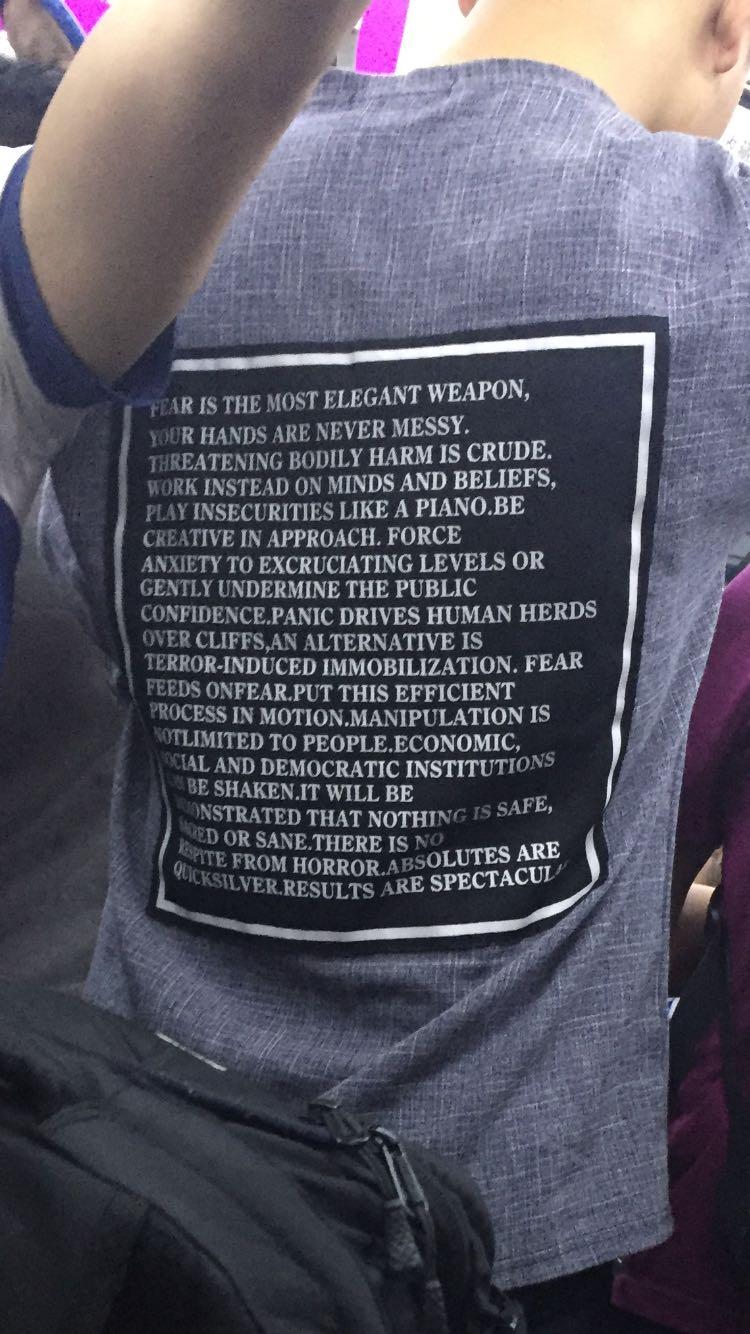 FEAR IS THE MOST ELEGANT WEAPON,
YOUR HANDS ARE NEVER MESSY.
THREATENING BODILY HARM IS CRUDE.
WORK INSTEAD ON MINDS AND BELIEFS,
PLAY INSECURITIES LIKE A PIANO.BE
CREATIVE IN APPROACH. FORCE
ANXIETY TO EXCRUCIATING LEVELS OR
GENTLY UNDERMINE THE PUBLIC
CONFIDENCE.PANIC DRIVES HUMAN HERDS
OVER CLIFFS,AN ALTERNATIVE IS
TERROR-INDUCED IMMOBILIZATION. FEAR
FEEDS ONFEAR.PUT THIS EFFICIENT
PROCESS IN MOTION.MANIPULATION IS
NOTLIMITED TO PEOPLE.ECONOMIC,
SOCIAL AND DEMOCRATIC INSTITUTIONS
BE SHAKEN.IT WILL BE
THAT NOTHING IS SAFE,
OR SANE.THERE IS NO
RESPITE FROM HORROR.ABSOLUTES ARE
QUICKSILVER.RESULTS ARE